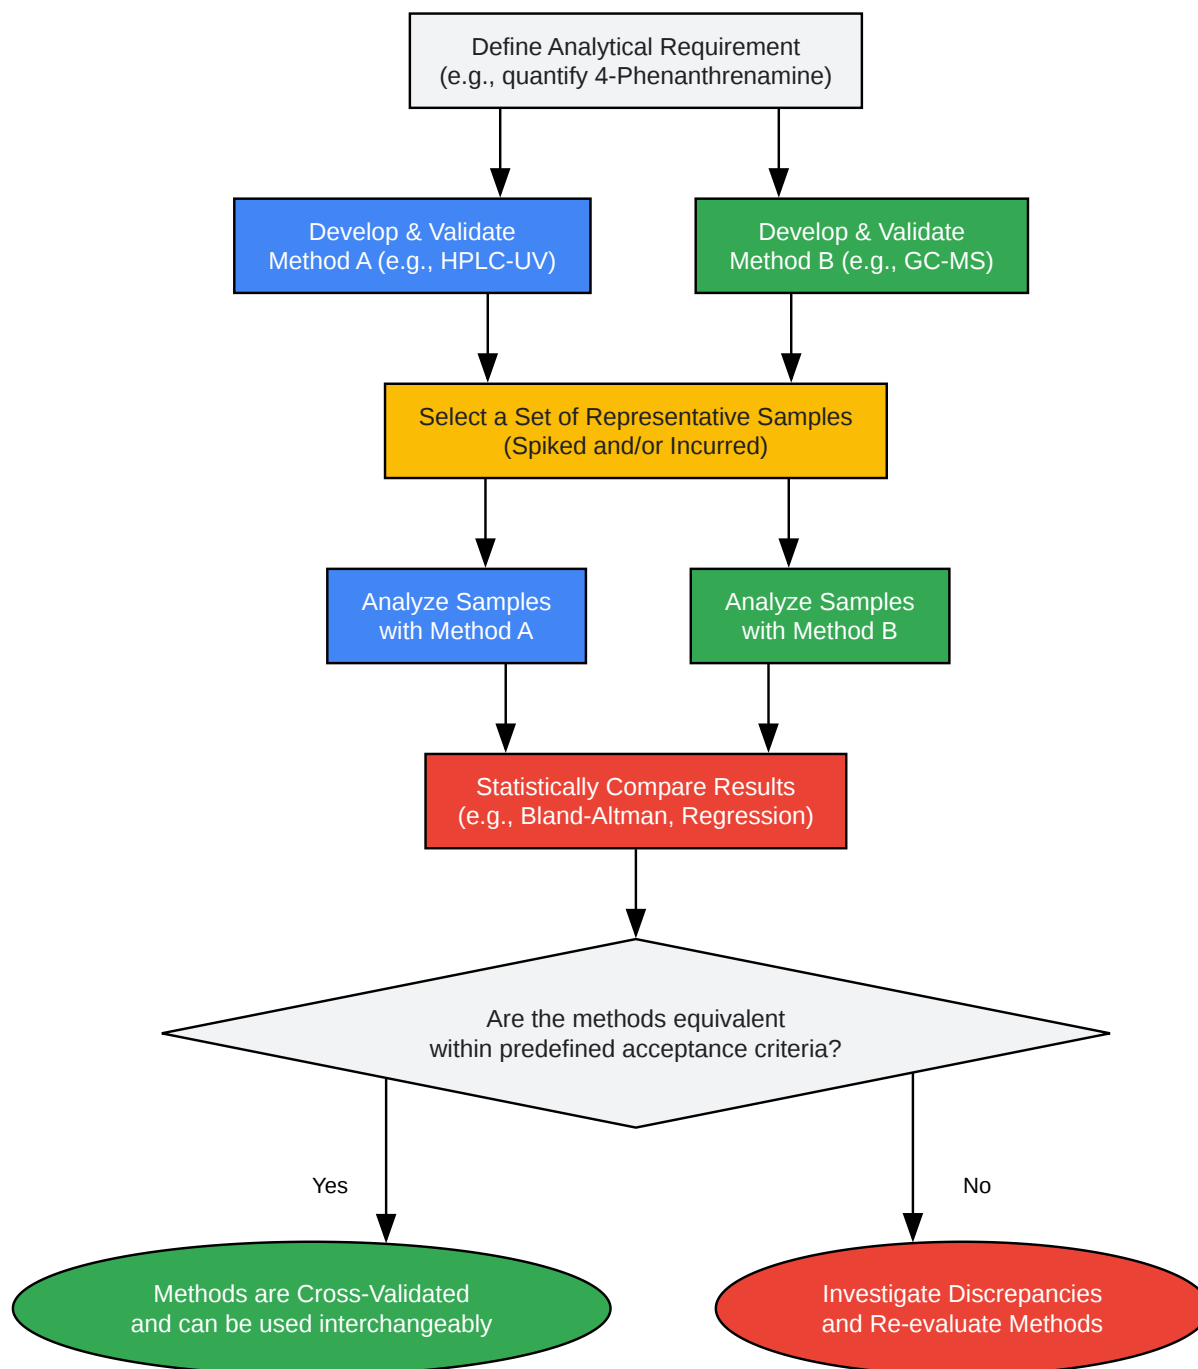 Define Analytical Requirement
(e.g., quantify 4-Phenanthrenamine)
Develop & Validate
Method A (e.g., HPLC-UV)
Develop & Validate
Method B (e.g., GC-MS)
Select a Set of Representative Samples
(Spiked and/or Incurred)
Analyze Samples
with Method A
Analyze Samples
with Method B
Statistically Compare Results
(e.g., Bland-Altman, Regression)
Are the methods equivalent
within predefined acceptance criteria?
Yes
No
Methods are Cross-Validated
and can be used interchangeably
Investigate Discrepancies
and Re-evaluate Methods